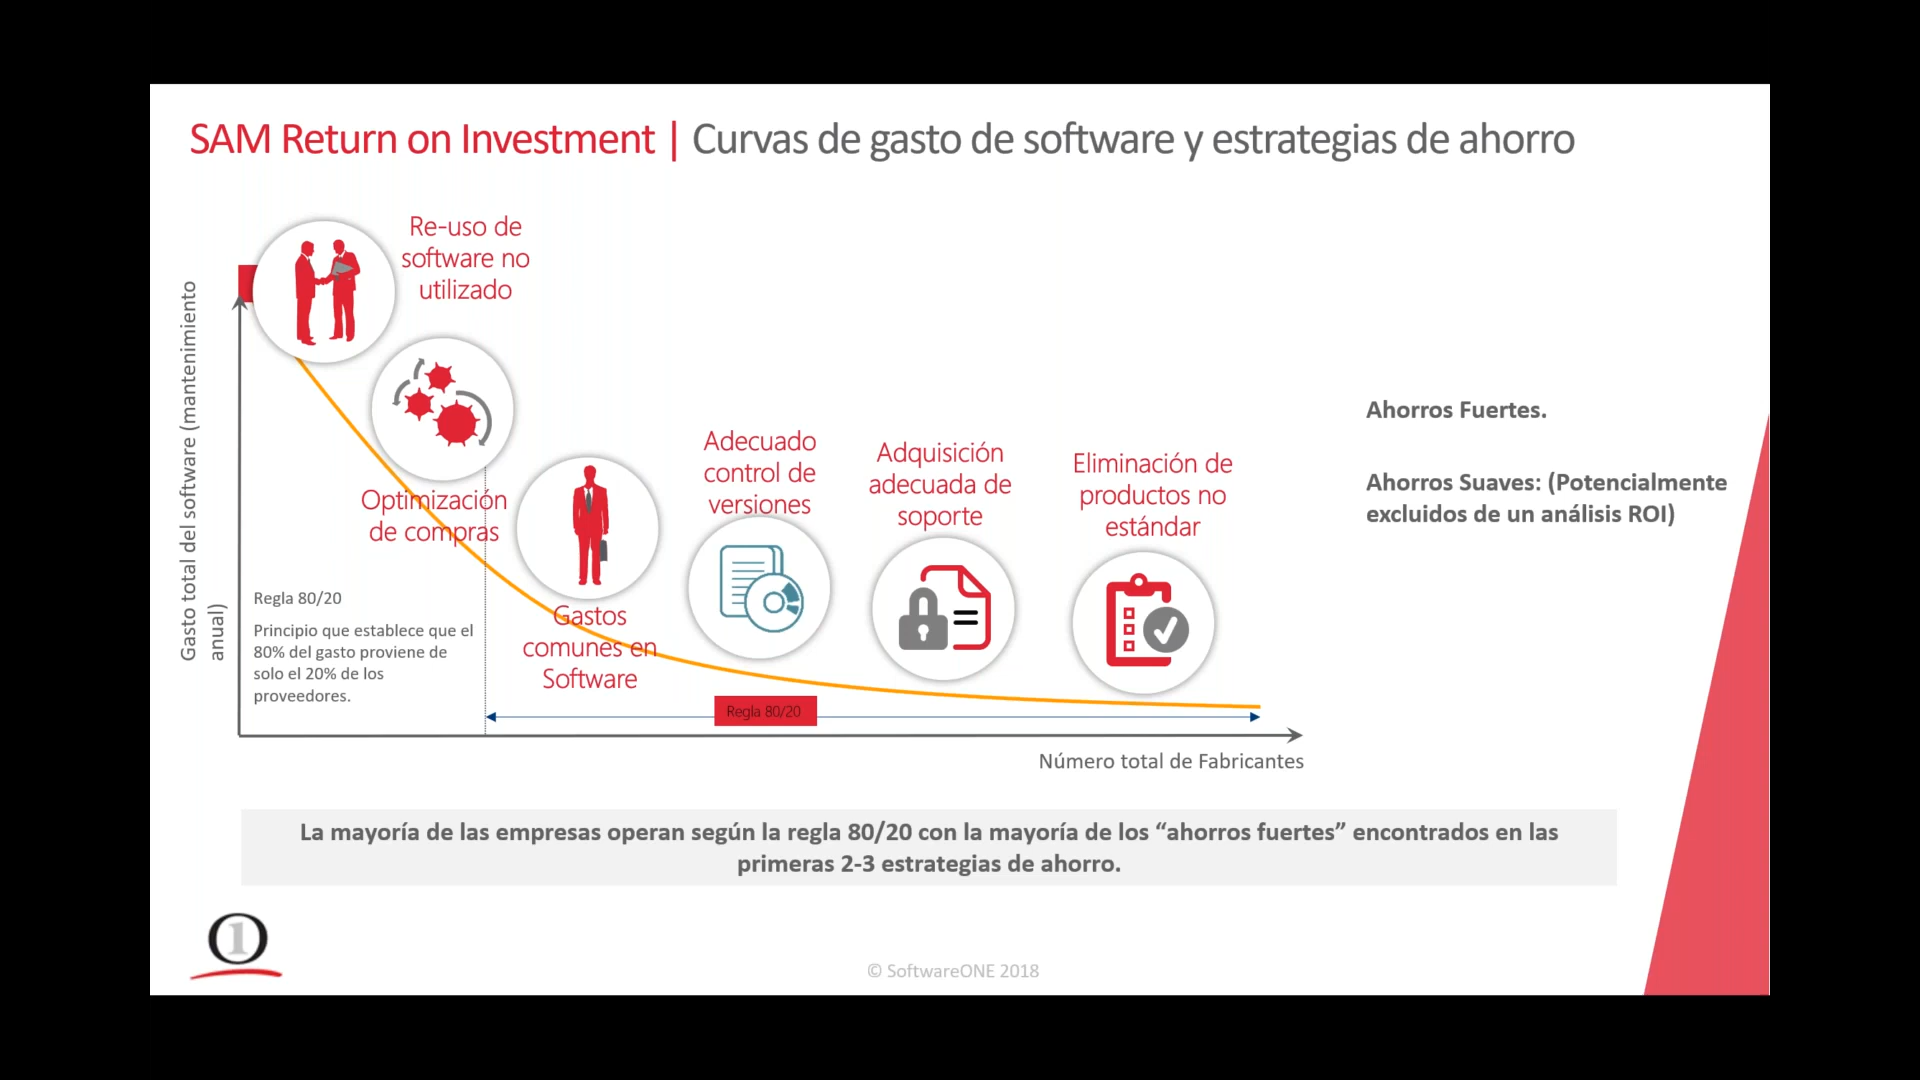 SAM Return on Investment | Curvas de gasto de software y estrategias de ahorro
Re-uso de
software no
utilizado
Optimización
de compras
Gastos
comunes en
Software
Adecuado
control de
versiones
Adquisición
adecuada de
soporte
Eliminación de
productos no
estándar
Ahorros Fuertes.
Ahorros Suaves: (Potencialmente
excluidos de un análisis ROI)
Gasto total del software (mantenimiento
anual)
Regla 80/20
Principio que establece que el
80% del gasto proviene de
solo el 20% de los
proveedores.
Regla 80/20
Número total de Fabricantes
La mayoría de las empresas operan según la regla 80/20 con la mayoría de los “ahorros fuertes” encontrados en las
primeras 2-3 estrategias de ahorro.
© SoftwareONE 2018